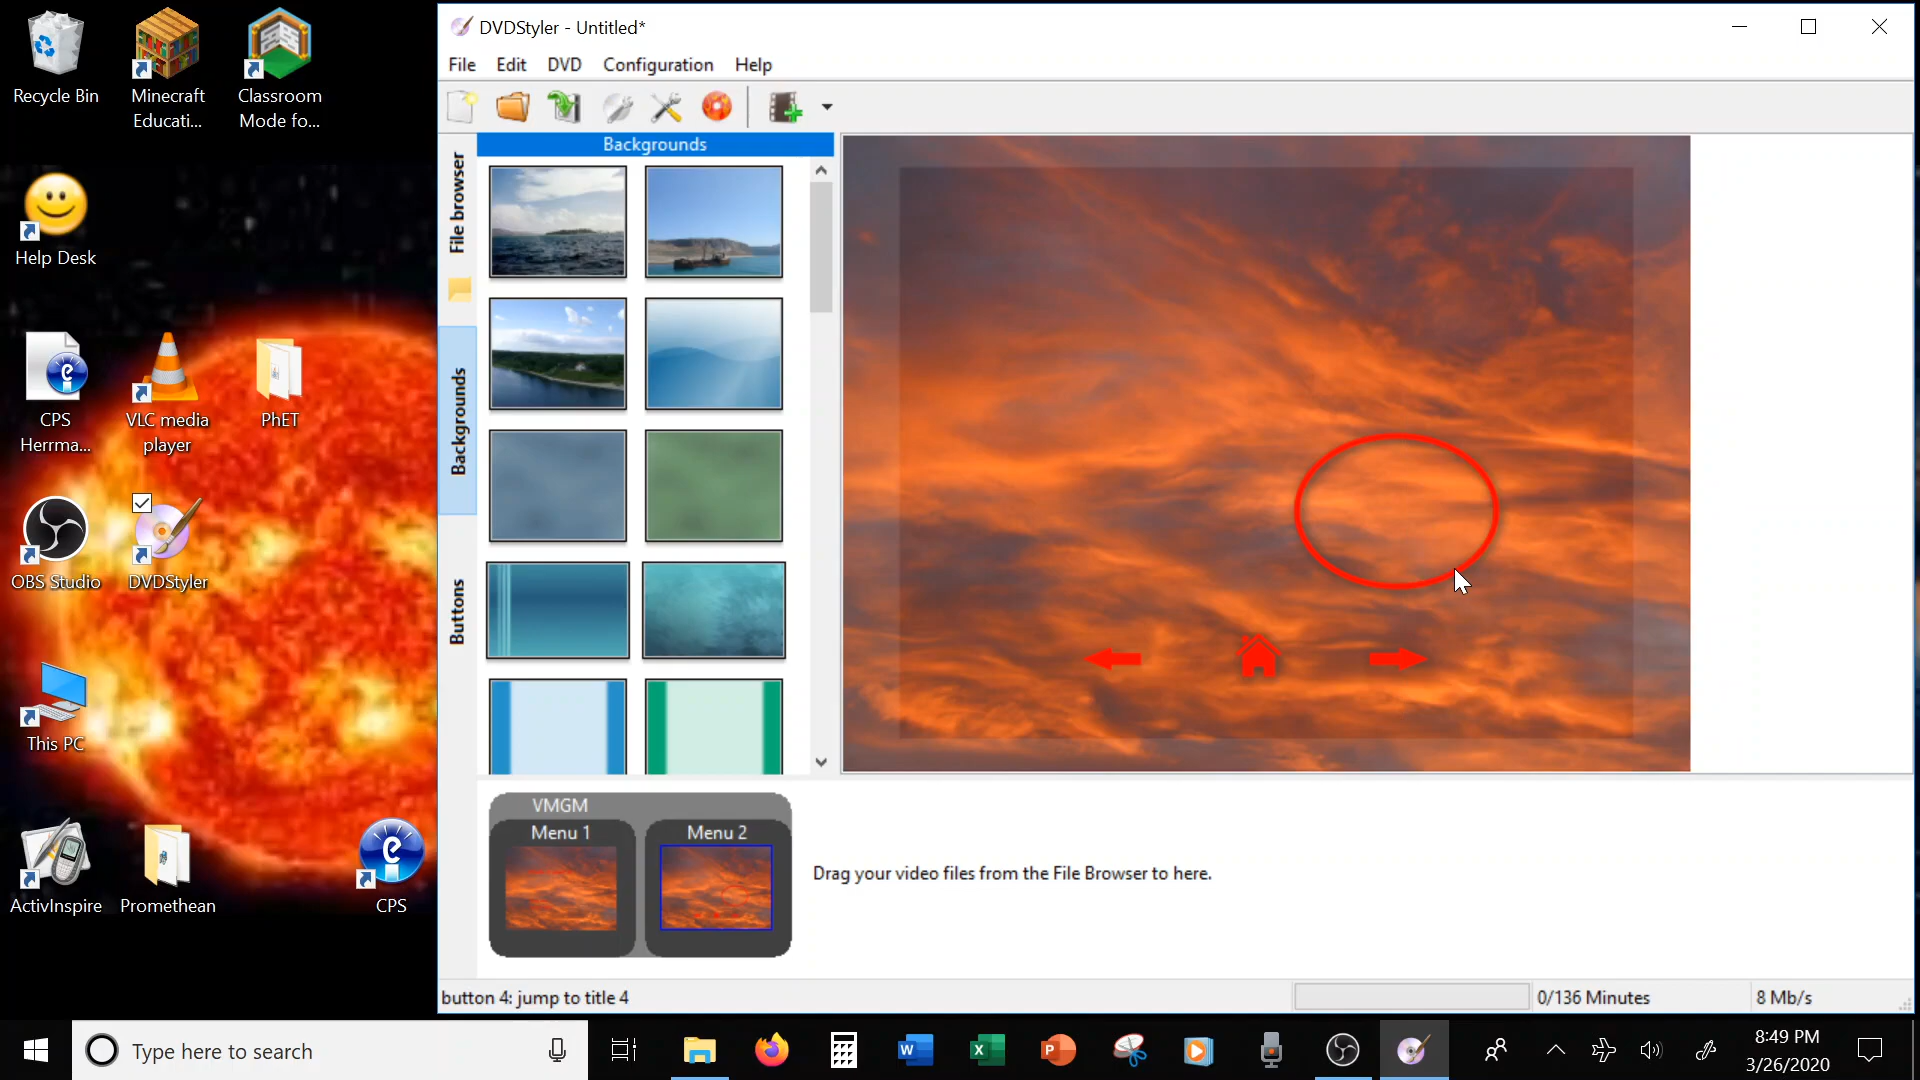 Recycle Bin
Minecraft
Educati...
Classroom
Mode fo...
Help Desk
CPS
Herrma...
VLC media
player
PhET
OBS Studio
DVDStyler
This PC
ActivInspire
Promethean
CPS
DVDStyler - Untitled*
File
Edit
DVD
Configuration
Help
File browser
Backgrounds
Buttons
Backgrounds
VMGM
Menu 1
Menu 2
Drag your video files from the File Browser to here.
button 4: jump to title 4
0/136 Minutes
8 Mb/s
Type here to search
8:49 PM
3/26/2020